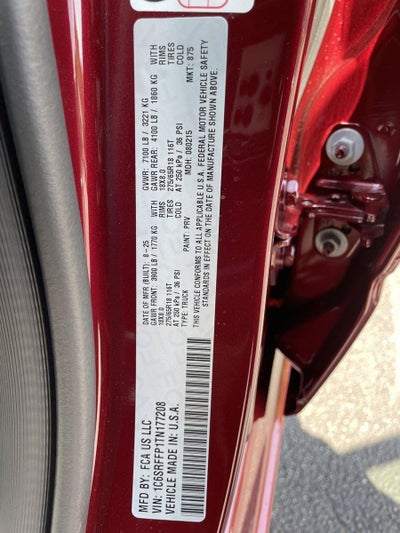 MFD BY: FCA US LLC
DATE OF MFR (BUILT): 8-25
GVWR: 7100 LB / 3221 KG
GAWR FRONT: 3900 LB / 1770 KG WITH
18X8.0 RIMS
275/65R18 116T TIRES
AT 250 kPa / 36 PSI COLD
GAWR REAR: 4100 LB / 1860 KG WITH
18X8.0 RIMS
275/65R18 116T TIRES
AT 250 kPa / 36 PSI COLD
VIN: 1C6SRFFP1TN177208
TYPE: TRUCK
PAINT: PRV
MDH: 080215
MKT: 875
VEHICLE MADE IN: U.S.A.
THIS VEHICLE CONFORMS TO ALL APPLICABLE U.S.A. FEDERAL MOTOR VEHICLE SAFETY
STANDARDS IN EFFECT ON THE DATE OF MANUFACTURE SHOWN ABOVE.